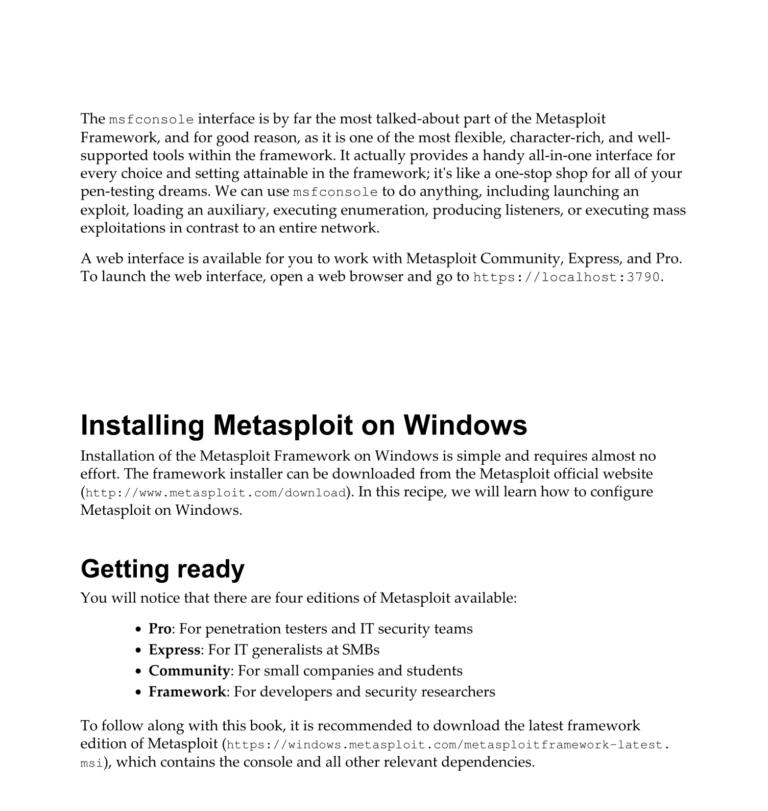 The msfconsole interface is by far the most talked-about part of the Metasploit
Framework, and for good reason, as it is one of the most flexible, character-rich, and well-
supported tools within the framework. It actually provides a handy all-in-one interface for
every choice and setting attainable in the framework; it's like a one-stop shop for all of your
pen-testing dreams. We can use msfconsole to do anything, including launching an
exploit, loading an auxiliary, executing enumeration, producing listeners, or executing mass
exploitations in contrast to an entire network.
A web interface is available for you to work with Metasploit Community, Express, and Pro.
To launch the web interface, open a web browser and go to https://localhost:3790.
Installing Metasploit on Windows
Installation of the Metasploit Framework on Windows is simple and requires almost no
effort. The framework installer can be downloaded from the Metasploit official website
(http://www.metasploit.com/download). In this recipe, we will learn how to configure
Metasploit on Windows.
Getting ready
You will notice that there are four editions of Metasploit available:
• Pro: For penetration testers and IT security teams
• Express: For IT generalists at SMBs
• Community: For small companies and students
• Framework: For developers and security researchers
To follow along with this book, it is recommended to download the latest framework
edition of Metasploit (https://windows.metasploit.com/metasploitframework-latest.
msi), which contains the console and all other relevant dependencies.